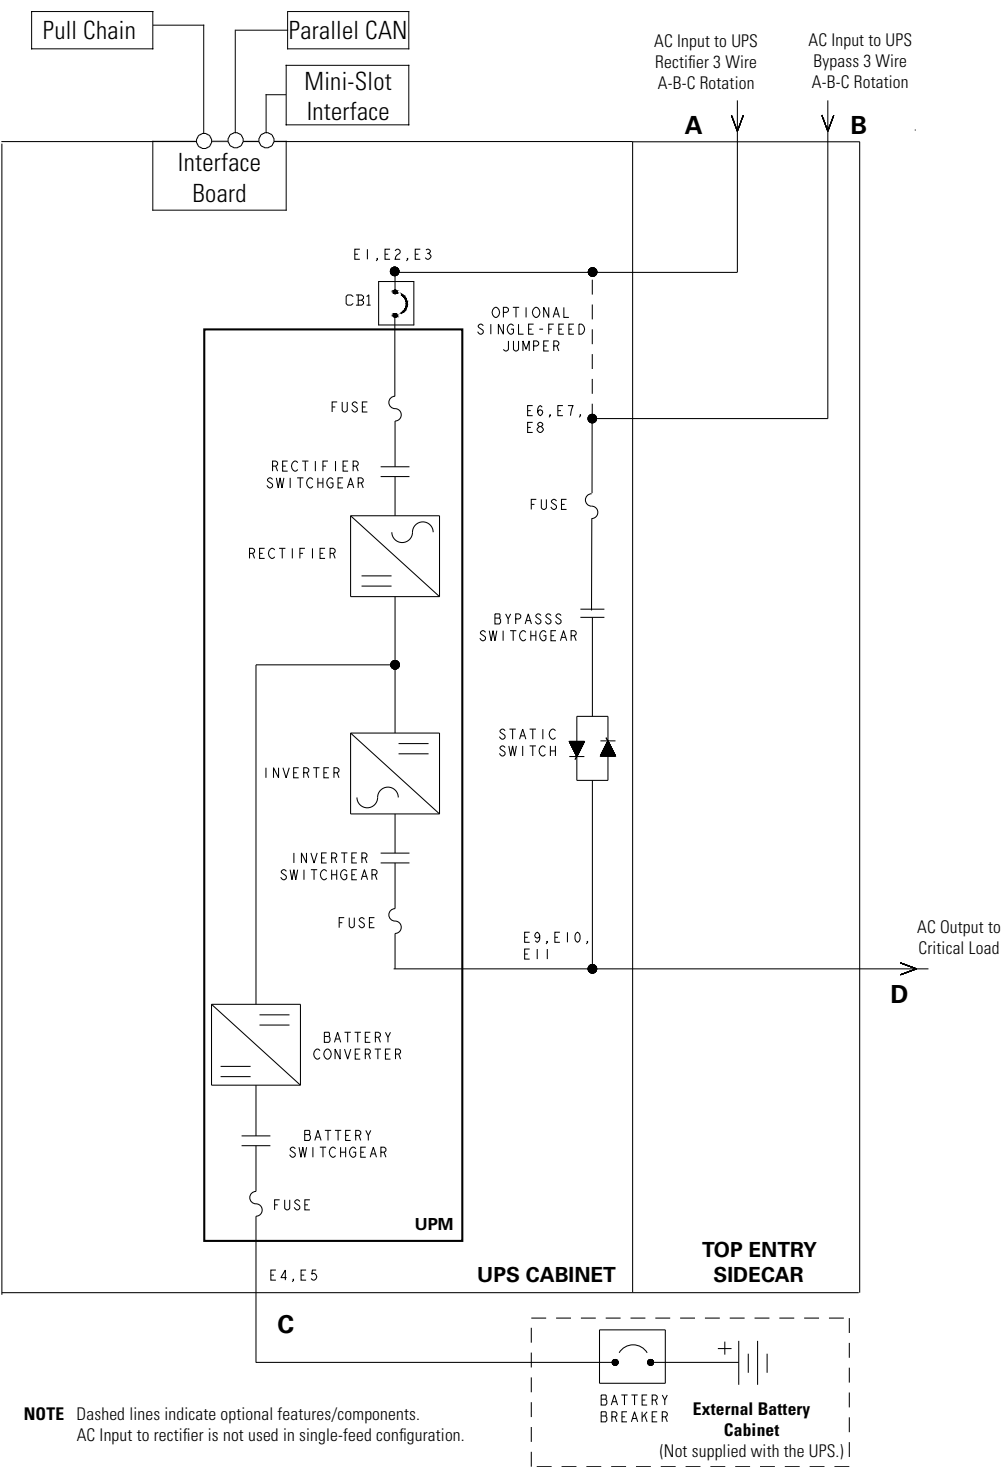 Pull Chain
Parallel CAN
Mini-Slot
Interface
Interface
Board
AC Input to UPS
Rectifier 3 Wire
A-B-C Rotation
AC Input to UPS
Bypass 3 Wire
A-B-C Rotation
A
B
E1,E2,E3
CB1
OPTIONAL
SINGLE-FEED
JUMPER
FUSE
E6,E7,
E8
RECTIFIER
SWITCHGEAR
FUSE
RECTIFIER
BYPASSS
SWITCHGEAR
STATIC
SWITCH
INVERTER
INVERTER
SWITCHGEAR
FUSE
E9,E10,
E11
AC Output to
Critical Load
D
BATTERY
CONVERTER
BATTERY
SWITCHGEAR
FUSE
UPM
E4,E5
UPS CABINET
TOP ENTRY
SIDECAR
C
+
BATTERY
BREAKER
External Battery
Cabinet
(Not supplied with the UPS.)
NOTE Dashed lines indicate optional features/components.
AC Input to rectifier is not used in single-feed configuration.